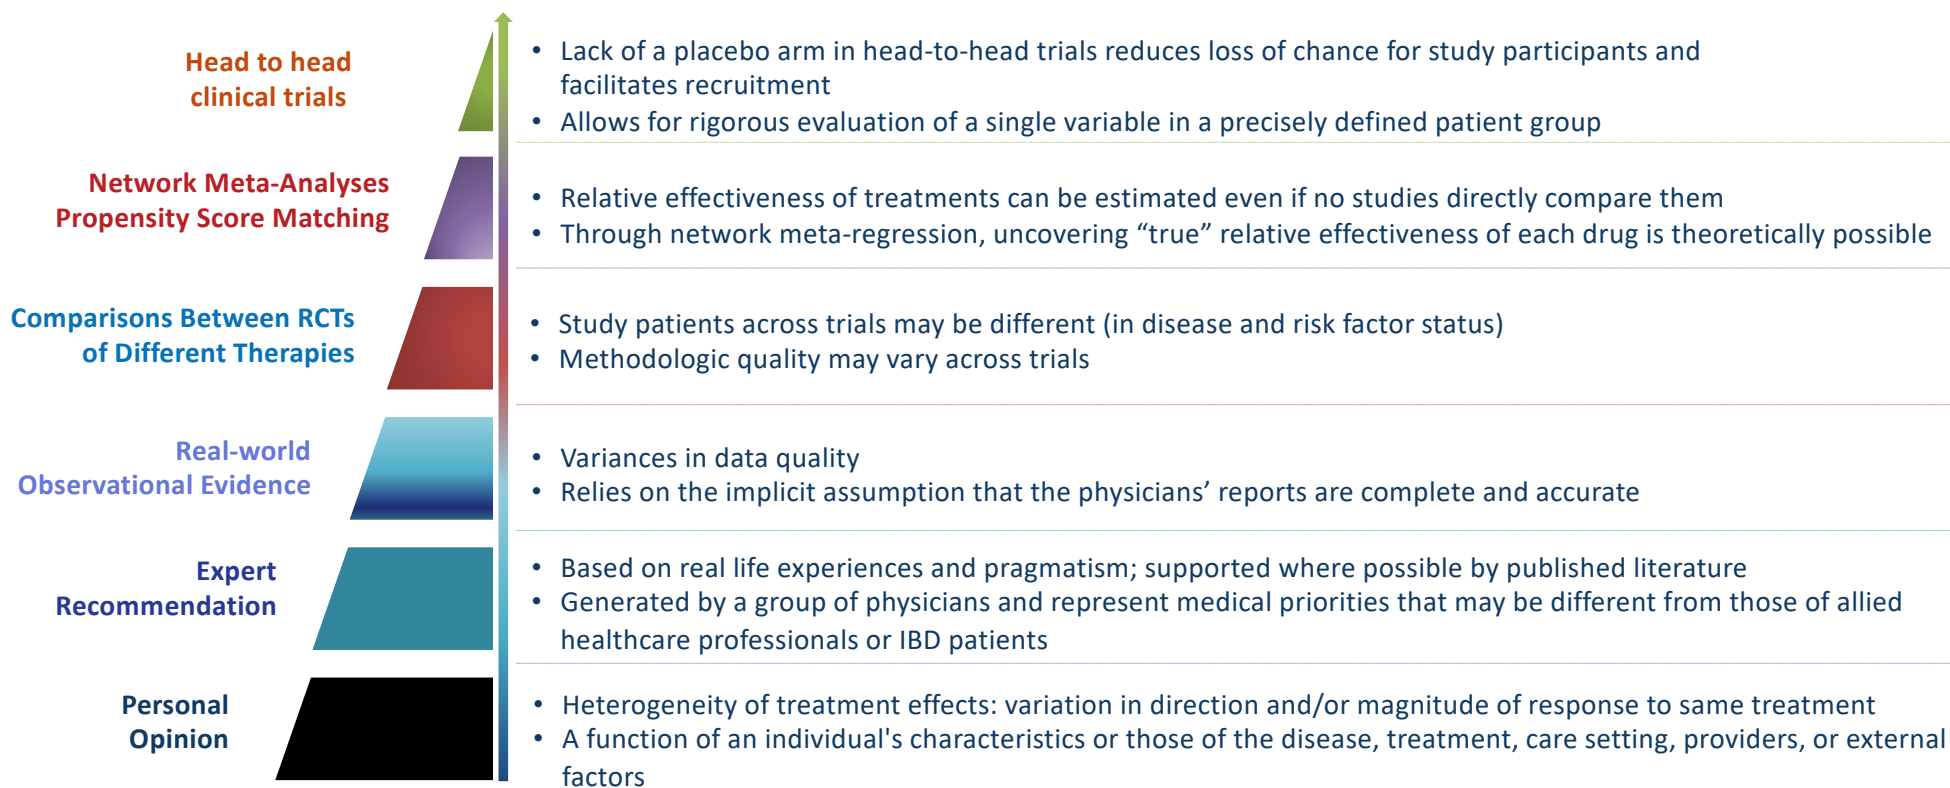 Head to head
clinical trials
• Lack of a placebo arm in head-to-head trials reduces loss of chance for study participants and
facilitates recruitment
• Allows for rigorous evaluation of a single variable in a precisely defined patient group
Network Meta-Analyses
Propensity Score Matching
• Relative effectiveness of treatments can be estimated even if no studies directly compare them
• Through network meta-regression, uncovering “true” relative effectiveness of each drug is theoretically possible
Comparisons Between RCTs
of Different Therapies
• Study patients across trials may be different (in disease and risk factor status)
• Methodologic quality may vary across trials
Real-world
Observational Evidence
• Variances in data quality
• Relies on the implicit assumption that the physicians’ reports are complete and accurate
Expert
Recommendation
• Based on real life experiences and pragmatism; supported where possible by published literature
• Generated by a group of physicians and represent medical priorities that may be different from those of allied
healthcare professionals or IBD patients
Personal
Opinion
• Heterogeneity of treatment effects: variation in direction and/or magnitude of response to same treatment
• A function of an individual's characteristics or those of the disease, treatment, care setting, providers, or external
factors